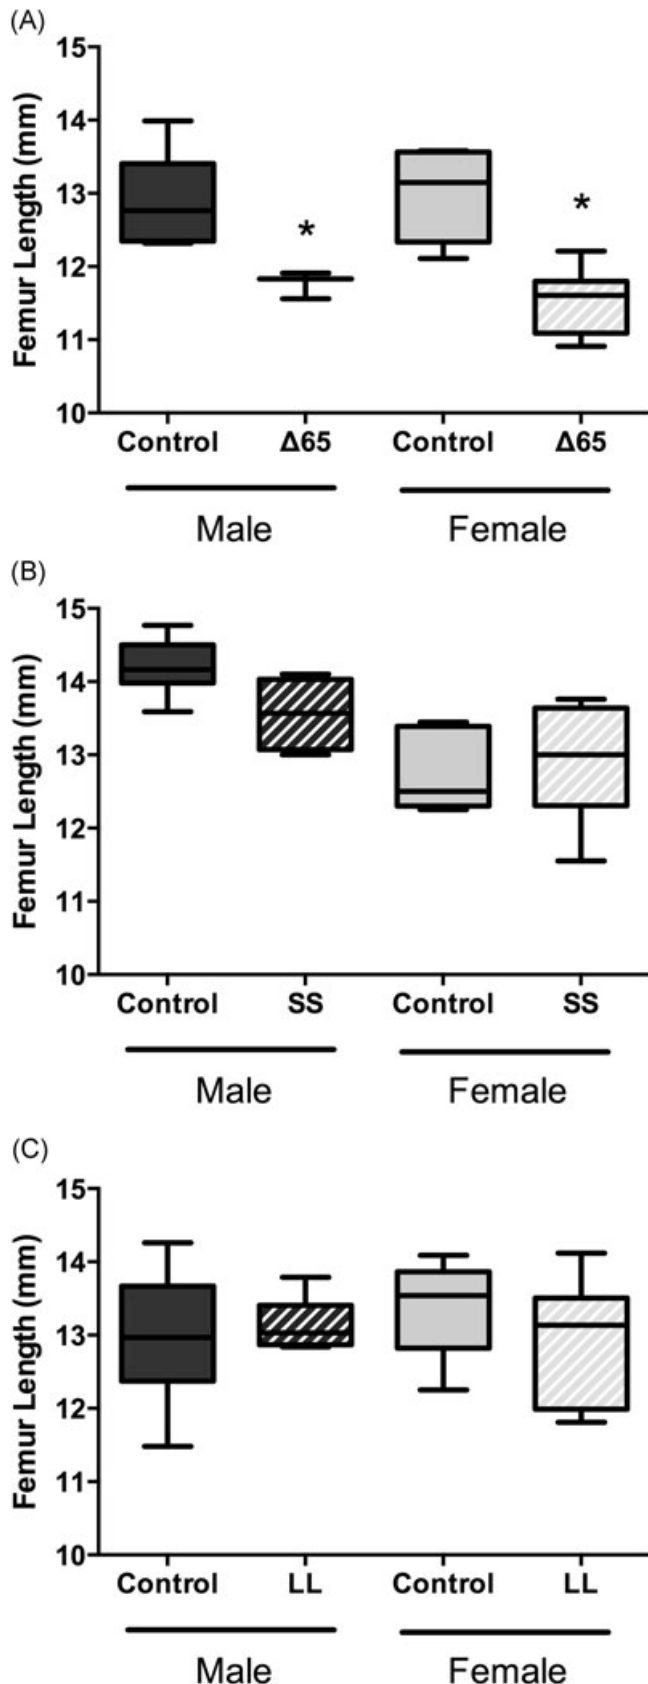 (A)
Femur Length (mm)
15
14
13
12
11
10
* *
Control Δ65 Control Δ65
Male Female
(B)
Femur Length (mm)
15
14
13
12
11
10
Control SS Control SS
Male Female
(C)
Femur Length (mm)
15
14
13
12
11
10
Control LL Control LL
Male Female